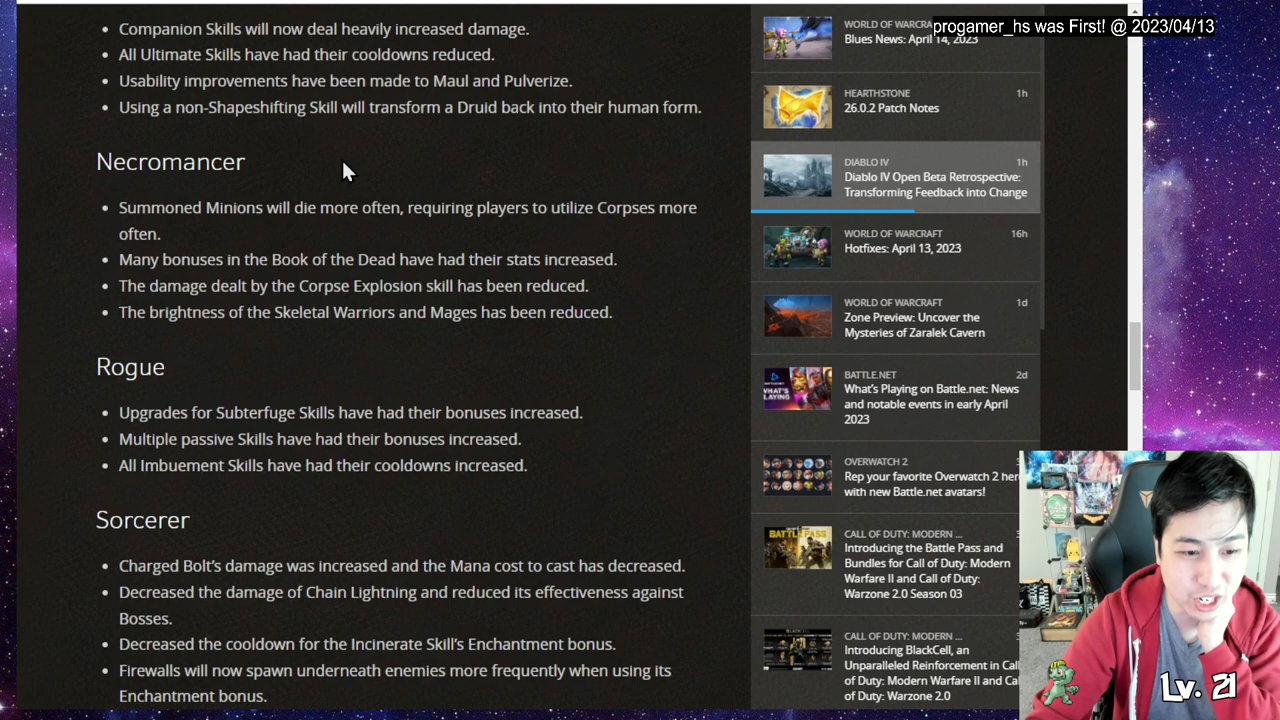 Companion Skills will now deal heavily increased damage.
All Ultimate Skills have had their cooldowns reduced.
Usability improvements have been made to Maul and Pulverize.
Using a non-Shapeshifting Skill will transform a Druid back into their human form.
Necromancer
Summoned Minions will die more often, requiring players to utilize Corpses more
often.
Many bonuses in the Book of the Dead have had their stats increased.
The damage dealt by the Corpse Explosion skill has been reduced.
The brightness of the Skeletal Warriors and Mages has been reduced.
Rogue
Upgrades for Subterfuge Skills have had their bonuses increased.
Multiple passive Skills have had their bonuses increased.
All Imbuement Skills have had their cooldowns increased.
Sorcerer
Charged Bolt's damage was increased and the Mana cost to cast has decreased.
Decreased the damage of Chain Lightning and reduced its effectiveness against
Bosses.
Decreased the cooldown for the Incinerate Skill's Enchantment bonus.
Firewalls will now spawn underneath enemies more frequently when using its
Enchantment bonus.
progamer_hs was First! @ 2023/04/13
WORLD OF WARCRA
Blues News: April 14, 2023
HEARTHSTONE 1h
26.0.2 Patch Notes
DIABLO IV 1h
Diablo IV Open Beta Retrospective:
Transforming Feedback into Change
WORLD OF WARCRAFT 16h
Hotfixes: April 13, 2023
WORLD OF WARCRAFT 1d
Zone Preview: Uncover the
Mysteries of Zaralek Cavern
BATTLE.NET 2d
What's Playing on Battle.net: News
and notable events in early April
2023
OVERWATCH 2
Rep your favorite Overwatch 2 her
with new Battle.net avatars!
CALL OF DUTY: MODERN ...
Introducing the Battle Pass and
Bundles for Call of Duty: Modern
Warfare II and Call of Duty:
Warzone 2.0 Season 03
CALL OF DUTY: MODERN ...
Introducing BlackCell, an
Unparalleled Reinforcement in Call
of Duty: Modern Warfare II and Cal
of Duty: Warzone 2.0
Lv. 21